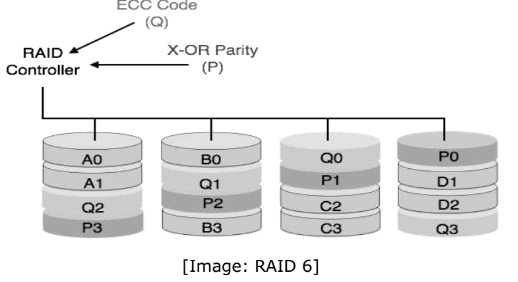 ECC Code
(Q)
RAID
Controller
X-OR Parity
(P)
A0 B0 Q0 P0
A1 Q1 P1 D1
Q2 P2 C2 D2
P3 B3 C3 Q3
[Image: RAID 6]